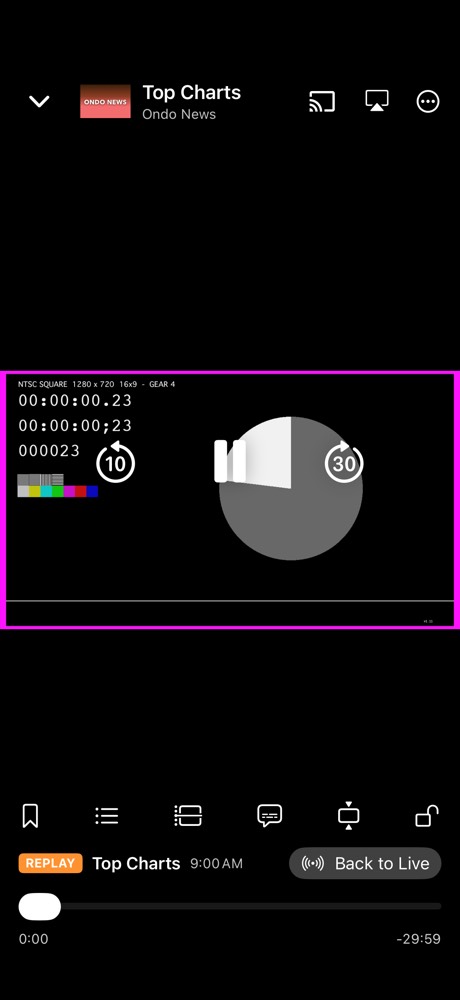 ONDO NEWS
Top Charts
Ondo News
NTSC SQUARE 1280 x 720 16x9 - GEAR 4
00:00:00.23
00:00:00;23
000023
10
30
REPLAY Top Charts 9:00 AM Back to Live
0:00 -29:59